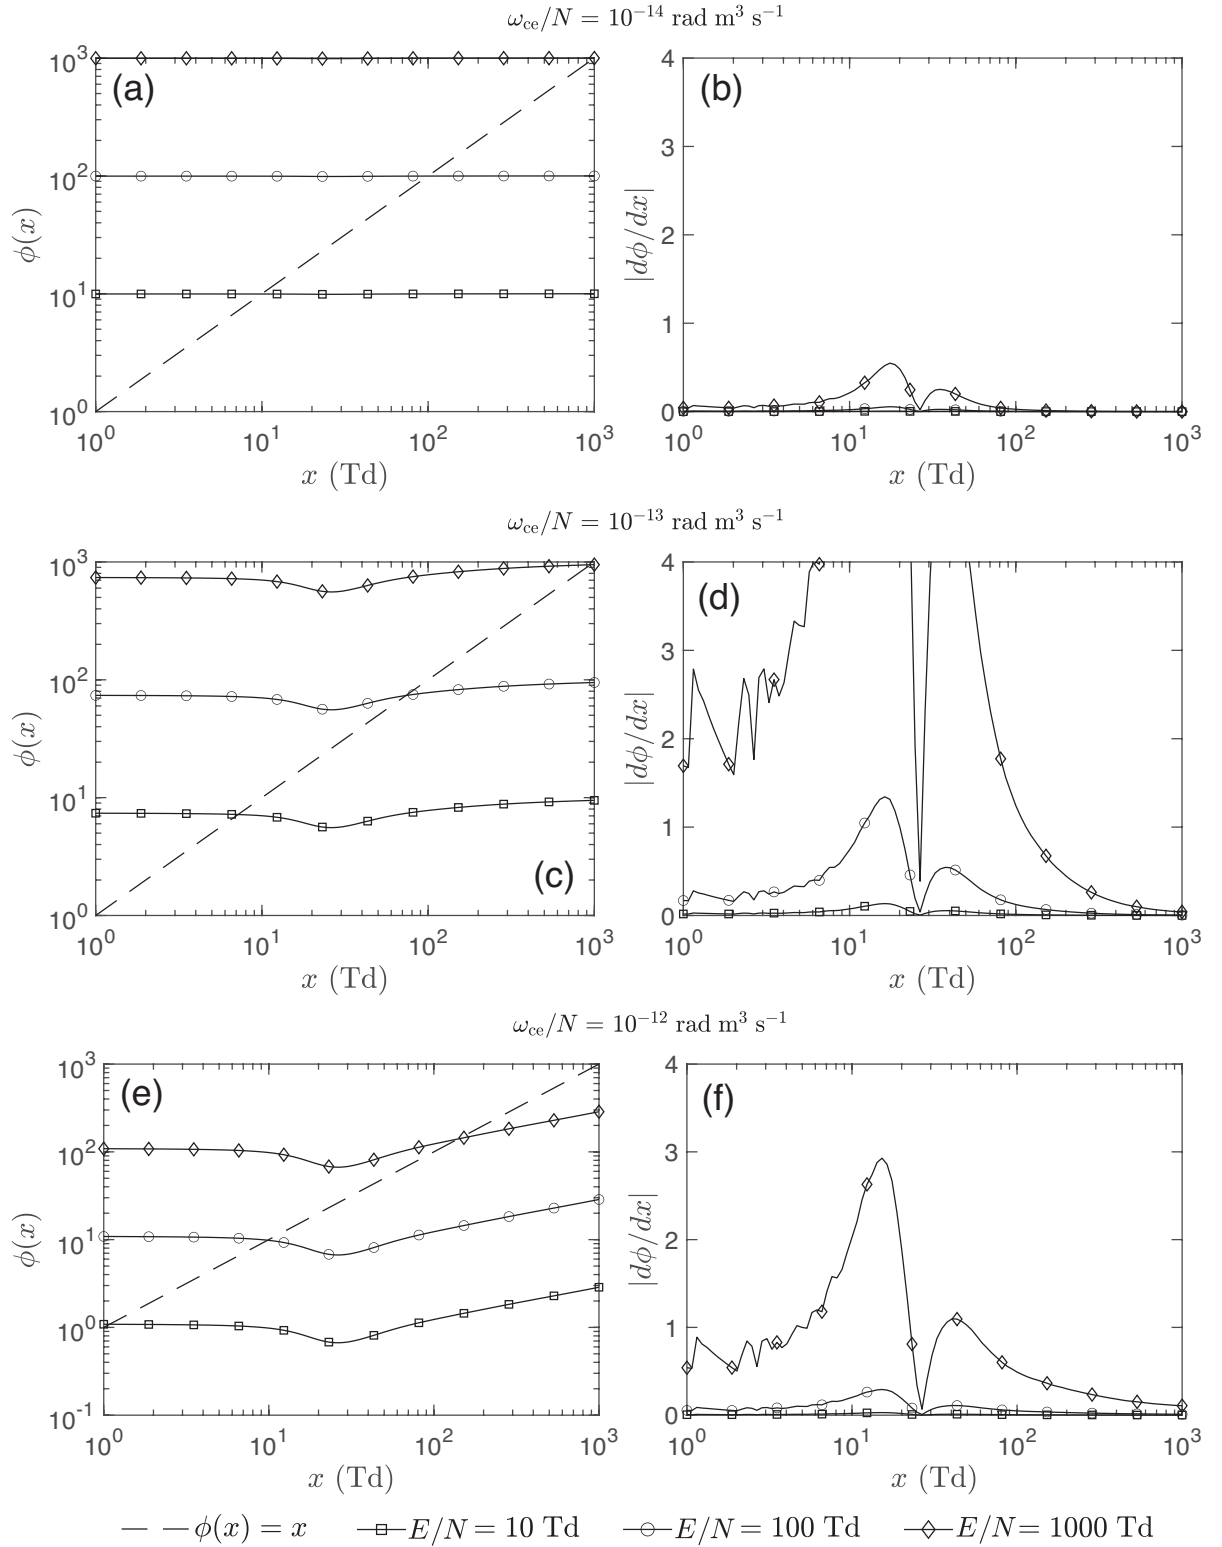 ω_ce/N = 10^−14 rad m^3 s^−1
(a)
10^3
10^2
10^1
10^0
ϕ(x)
10^0 10^1 10^2 10^3
x (Td)
(b)
4
3
2
1
0
|dϕ/dx|
10^0 10^1 10^2 10^3
x (Td)
ω_ce/N = 10^−13 rad m^3 s^−1
10^3
10^2
10^1
10^0
ϕ(x)
(c)
10^0 10^1 10^2 10^3
x (Td)
(d)
4
3
2
1
0
|dϕ/dx|
10^0 10^1 10^2 10^3
x (Td)
ω_ce/N = 10^−12 rad m^3 s^−1
(e)
10^3
10^2
10^1
10^0
10^-1
ϕ(x)
10^0 10^1 10^2 10^3
x (Td)
(f)
4
3
2
1
0
|dϕ/dx|
10^0 10^1 10^2 10^3
x (Td)
ϕ(x) = x E/N = 10 Td E/N = 100 Td E/N = 1000 Td